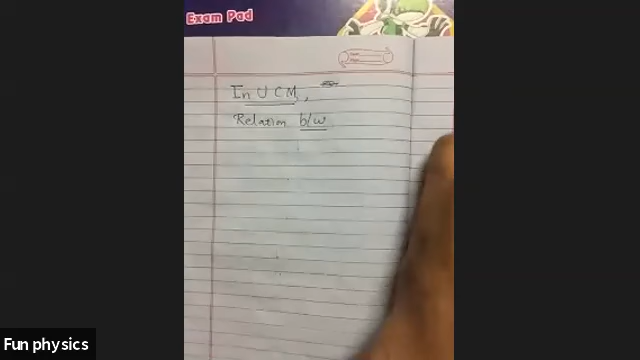 Exam Pad
In UCM,
Relation b/w
Fun physics